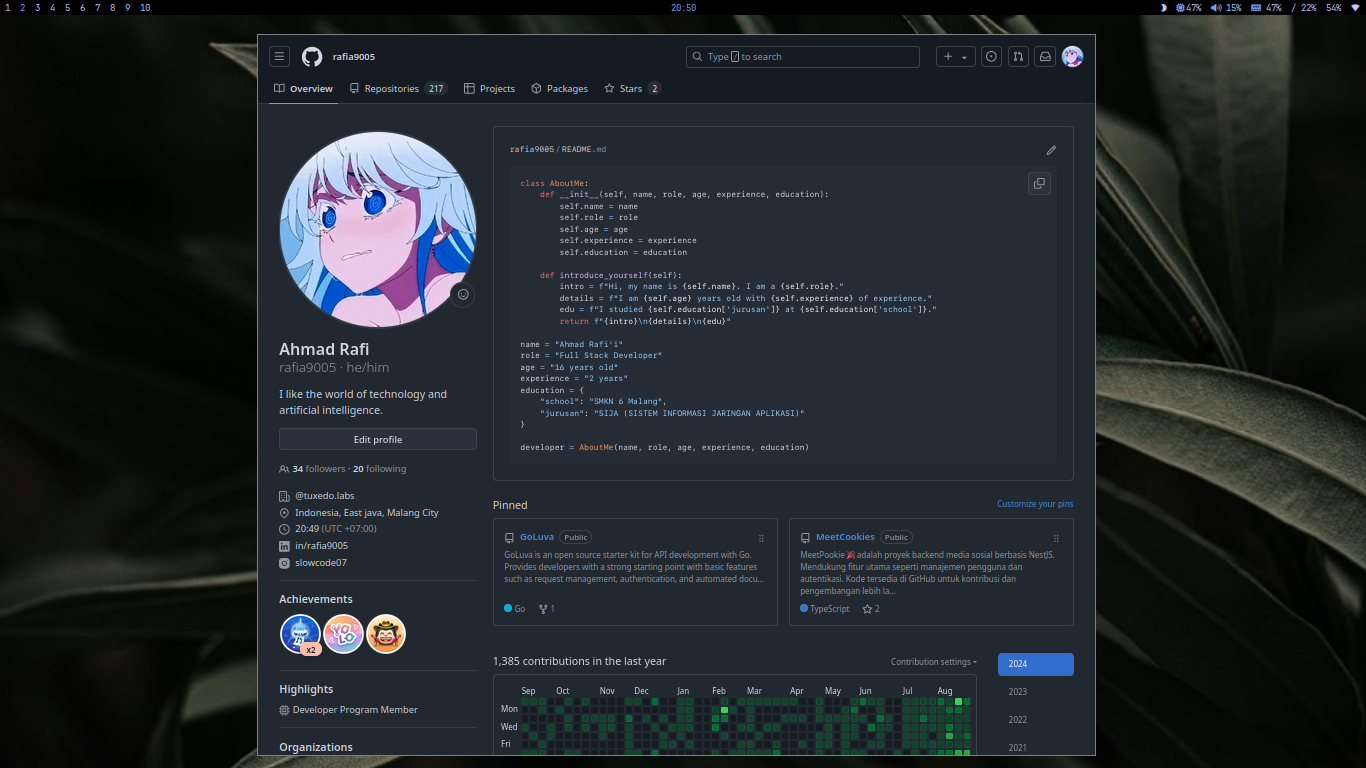 1 2 3 4 5 6 7 8 9 10
20:50
47% 15% 47% / 22% 54%
rafia9005
Type / to search
Overview Repositories 217 Projects Packages Stars 2
rafia9005/README.md
class AboutMe:
def __init__(self, name, role, age, experience, education):
self.name = name
self.role = role
self.age = age
self.experience = experience
self.education = education
def introduce_yourself(self):
intro = f"Hi, my name is {self.name}. I am a {self.role}."
details = f"I am {self.age} years old with {self.experience} of experience."
edu = f"I studied {self.education['jurusan']} at {self.education['school']}."
return f"{intro}\n{details}\n{edu}"
name = "Ahmad Rafi'i"
role = "Full Stack Developer"
age = "16 years old"
experience = "2 years"
education = {
"school": "SMKN 6 Malang",
"jurusan": "SIJA (SISTEM INFORMASI JARINGAN APLIKASI)"
}
developer = AboutMe(name, role, age, experience, education)
Ahmad Rafi
rafia9005 · he/him
I like the world of technology and
artificial intelligence.
Edit profile
34 followers · 20 following
@tuxedo.labs
Indonesia, East java, Malang City
20:49 (UTC +07:00)
in/rafia9005
slowcode07
Achievements
YOLO
x2
Highlights
Developer Program Member
Organizations
Pinned
Customize your pins
GoLuva Public
GoLuva is an open source starter kit for API development with Go.
Provides developers with a strong starting point with basic features
such as request management, authentication, and automated docu...
Go 1
MeetCookies Public
MeetPookie 🎉 adalah proyek backend media sosial berbasis NestJS.
Mendukung fitur utama seperti manajemen pengguna dan
autentikasi. Kode tersedia di GitHub untuk kontribusi dan
pengembangan lebih la...
TypeScript 2
1,385 contributions in the last year
Contribution settings
2024
2023
2022
2021
Sep Oct Nov Dec Jan Feb Mar Apr May Jun Jul Aug
Mon
Wed
Fri